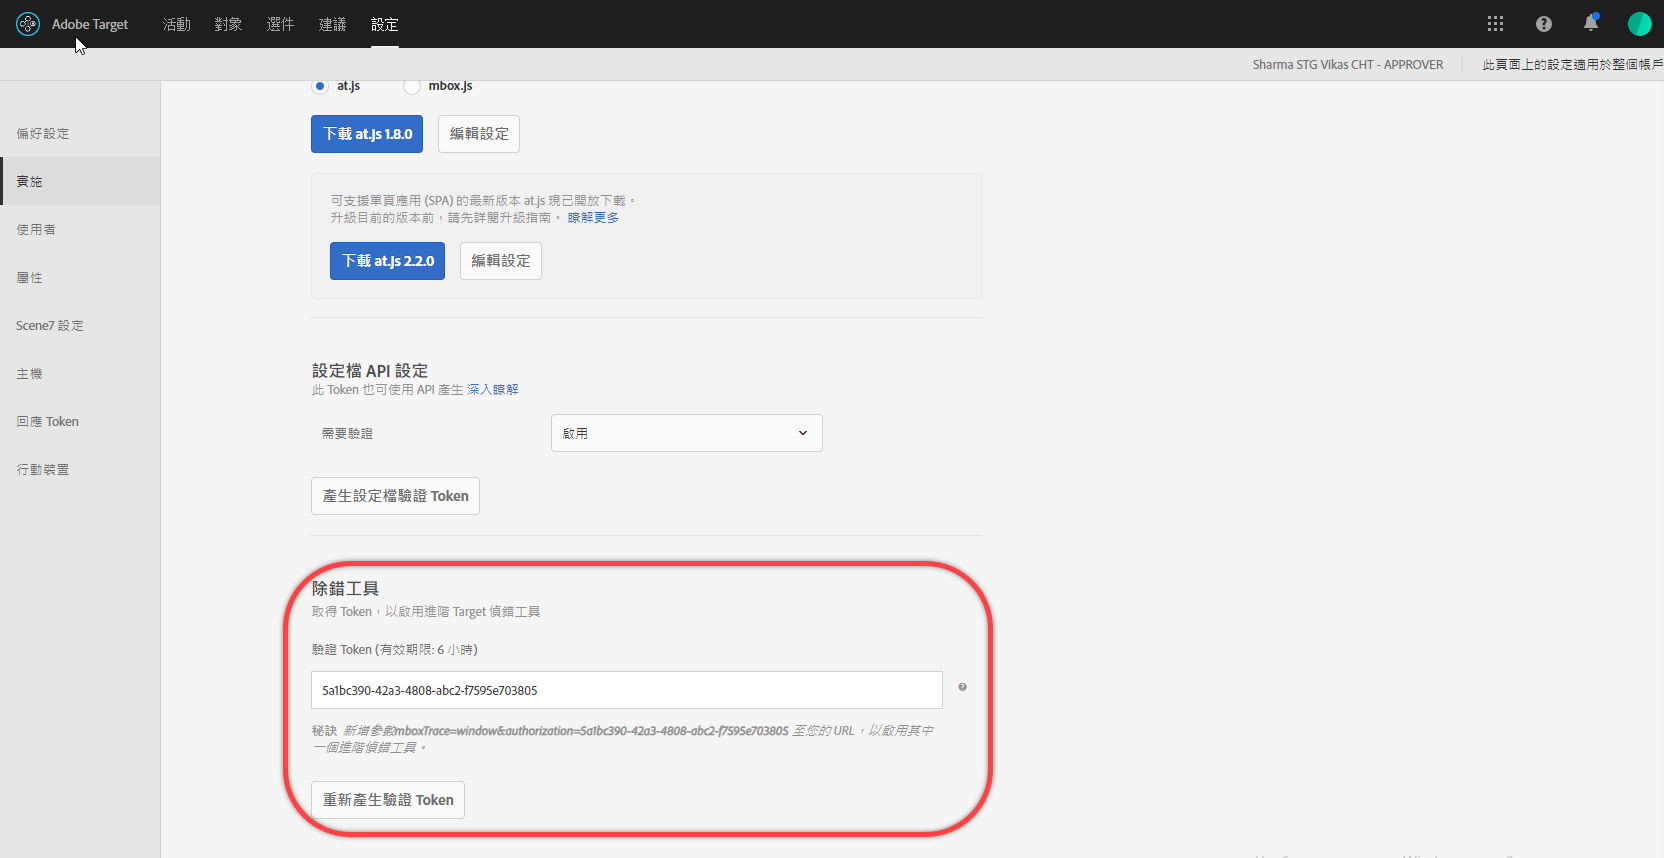 Adobe Target
活動
對象
選件
建議
設定
Sharma STG Vikas CHT - APPROVER
此頁面上的設定適用於整個帳戶
偏好設定
實施
使用者
屬性
Scene7 設定
主機
回應 Token
行動裝置
at.js
mbox.js
下載 at.js 1.8.0
編輯設定
可支援單頁應用 (SPA) 的最新版本 at.js 現已開放下載。
升級目前的版本前，請先詳閱升級指南。 瞭解更多
下載 at.js 2.2.0
編輯設定
設定檔 API 設定
此 Token 也可使用 API 產生 深入瞭解
需要驗證
啟用
產生設定檔驗證 Token
除錯工具
取得 Token，以啟用進階 Target 偵錯工具
驗證 Token (有效期限: 6 小時)
5a1bc390-42a3-4808-abc2-f7595e703805
秘訣 新增參數mboxTrace=window&authorization=5a1bc390-42a3-4808-abc2-f7595e703805 至您的 URL，以啟用其中
一個進階偵錯工具。
重新產生驗證 Token